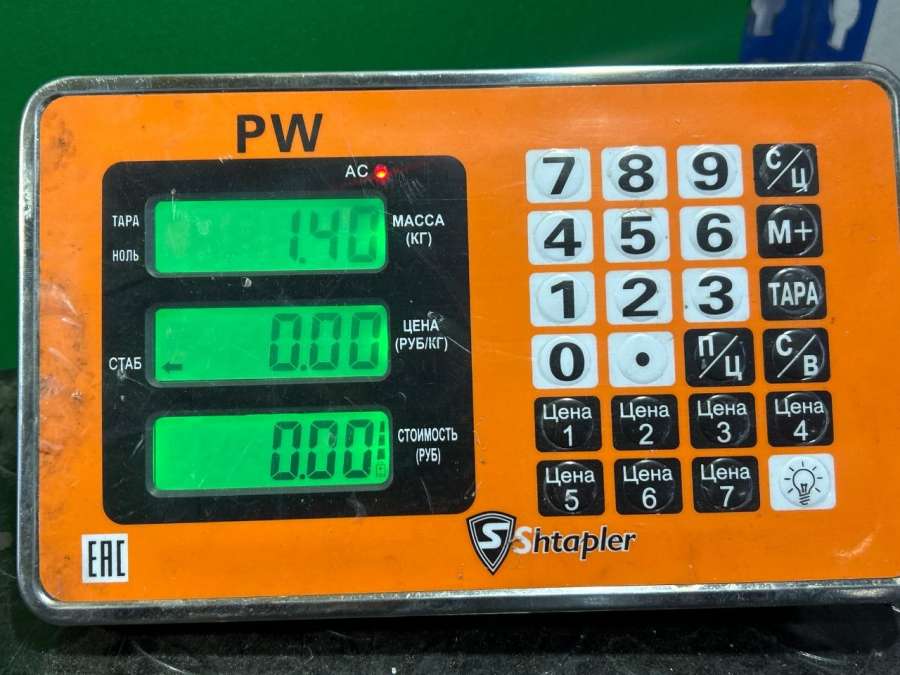 PW
AC
ТАРА
НОЛЬ
1.40
МАССА
(КГ)
СТАБ
0.00
ЦЕНА
(РУБ/КГ)
0.00
СТОИМОСТЬ
(РУБ)
7 8 9 С/Ц
4 5 6 М+
1 2 3 ТАРА
0 . П/Ц С/В
Цена 1 Цена 2 Цена 3 Цена 4
Цена 5 Цена 6 Цена 7
S Shtapler
EAC